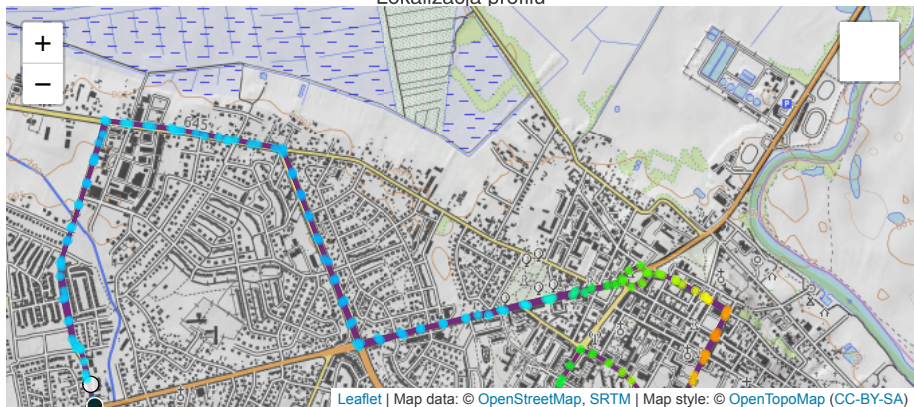 Lokalizacja profilu
+
−
645
P
Leaflet | Map data: © OpenStreetMap, SRTM | Map style: © OpenTopoMap (CC-BY-SA)